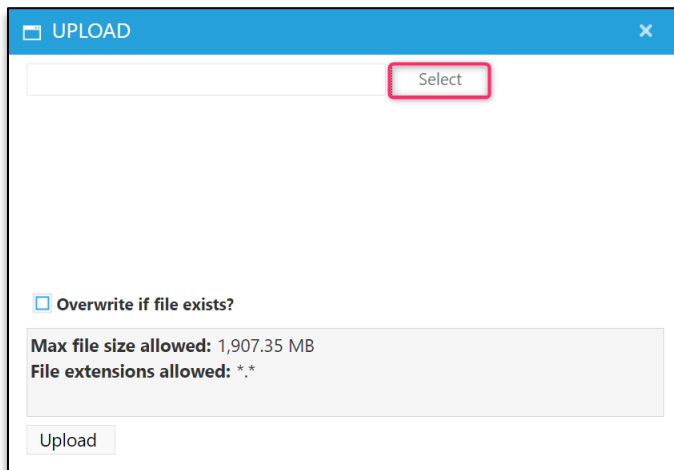 UPLOAD
Select
Overwrite if file exists?
Max file size allowed: 1,907.35 MB
File extensions allowed: *.*
Upload